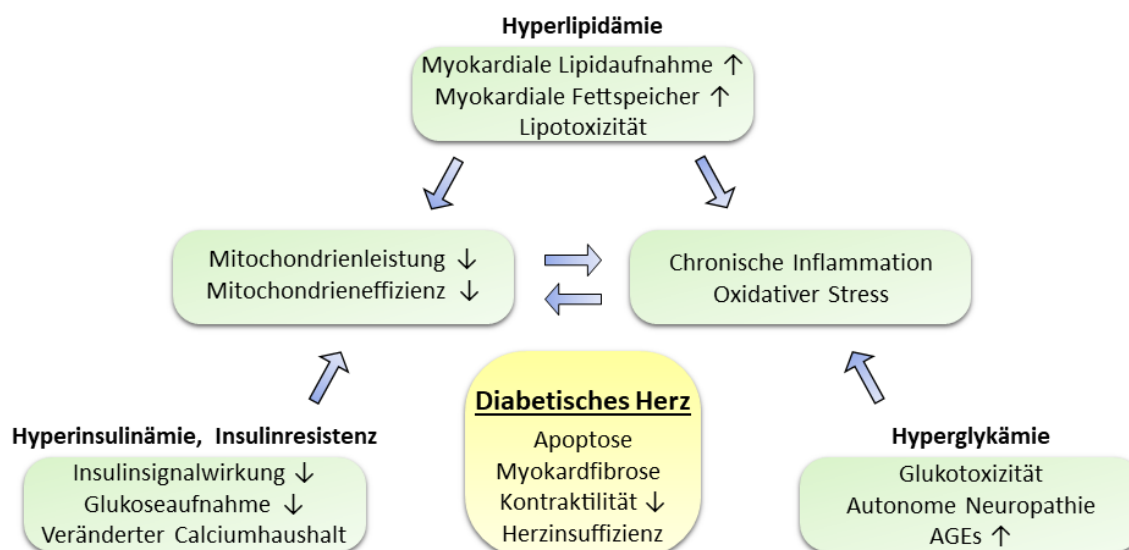 Hyperlipidämie
Myokardiale Lipidaufnahme ↑
Myokardiale Fettspeicher ↑
Lipotoxizität
Mitochondrienleistung ↓
Mitochondrieneffizienz ↓
Chronische Inflammation
Oxidativer Stress
Hyperinsulinämie, Insulinresistenz
Insulinsignalwirkung ↓
Glukoseaufnahme ↓
Veränderter Calciumhaushalt
Diabetisches Herz
Apoptose
Myokardfibrose
Kontraktilität ↓
Herzinsuffizienz
Hyperglykämie
Glukotoxizität
Autonome Neuropathie
AGEs ↑